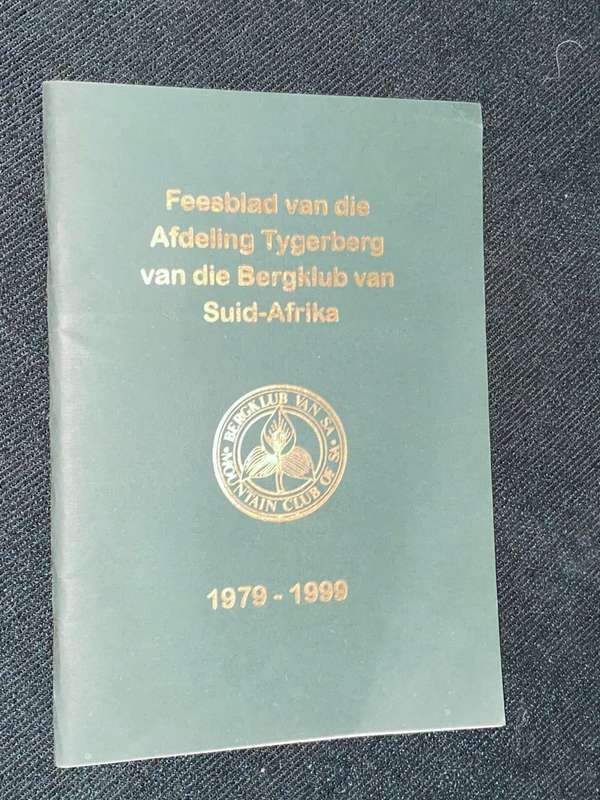 Feesblad van die
Afdeling Tygerberg
van die Bergklub van
Suid-Afrika
BERGKLUB VAN S.A.
MOUNTAIN CLUB OF SA
1979 - 1999